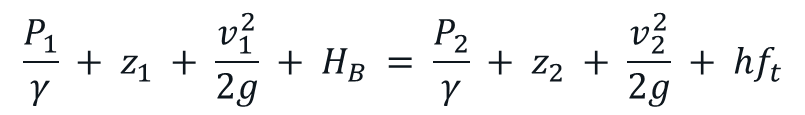 P₁/γ + z₁ + v₁²/2g + H_B = P₂/γ + z₂ + v₂²/2g + hf_t